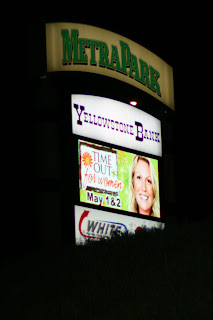 METRAPARK
YELLOWSTONE BANK
TIME
OUT
for women
May 1&2
WHITE